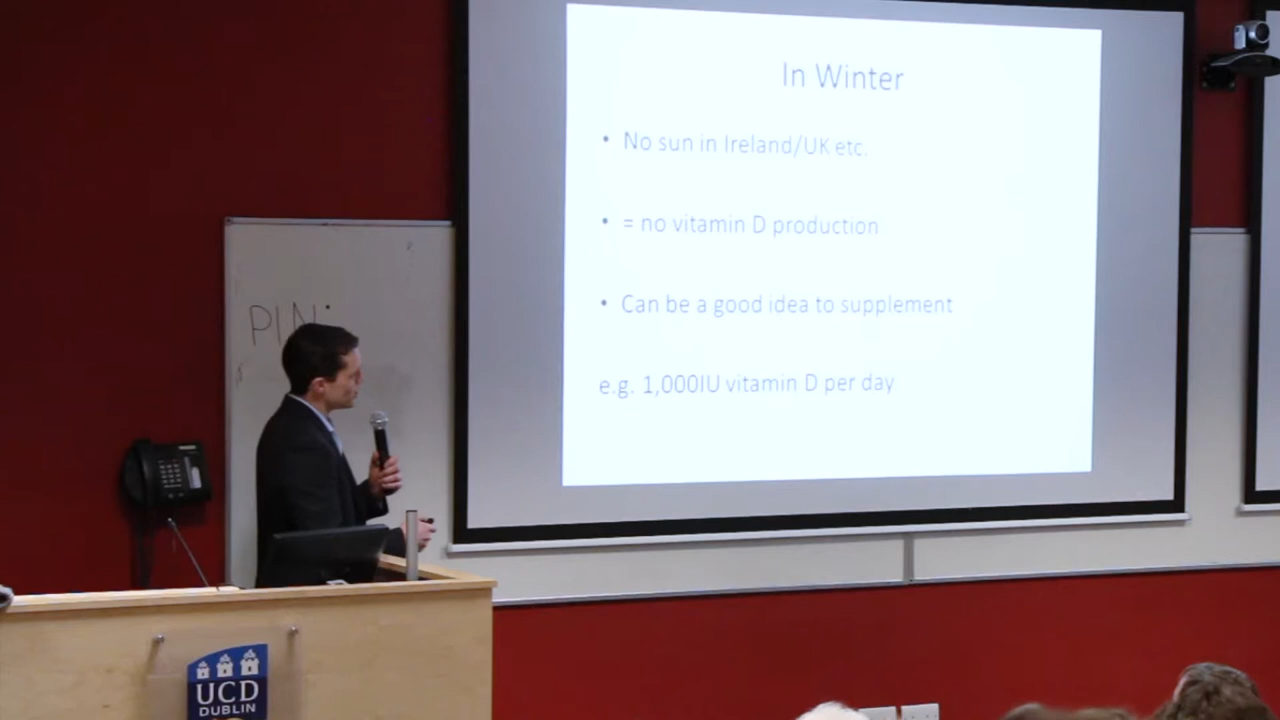 In Winter
• No sun in Ireland/UK etc.
• = no vitamin D production
• Can be a good idea to supplement
e.g. 1,000IU vitamin D per day
PIN:
UCD
DUBLIN